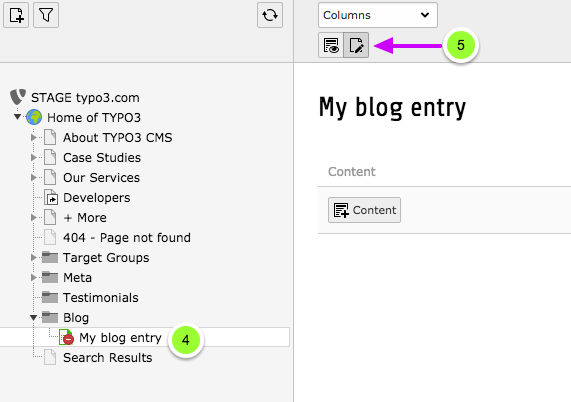 Columns
5
STAGE typo3.com
Home of TYPO3
About TYPO3 CMS
Case Studies
Our Services
Developers
+ More
404 - Page not found
Target Groups
Meta
Testimonials
Blog
My blog entry
4
Search Results
My blog entry
Content
Content